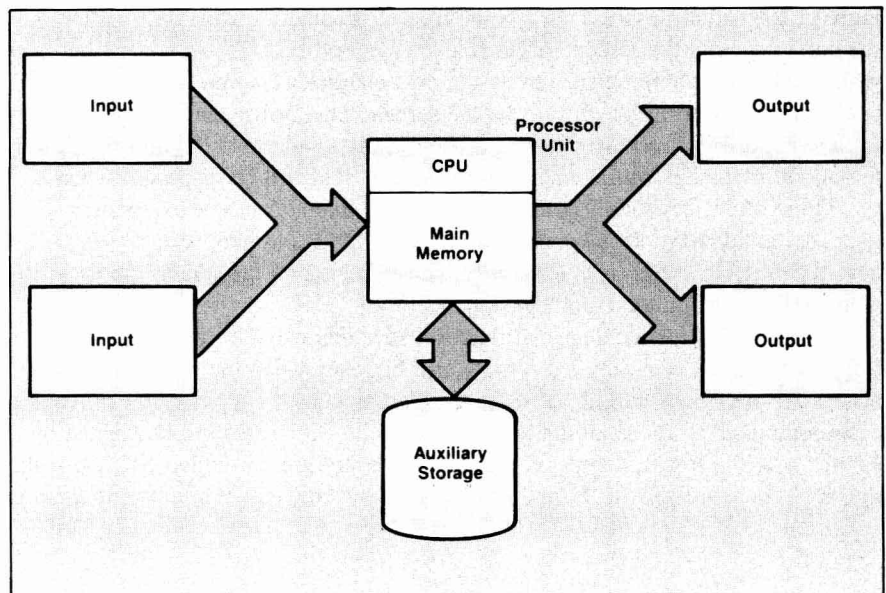 Input
Output
Processor
Unit
CPU
Main
Memory
Input
Output
Auxiliary
Storage